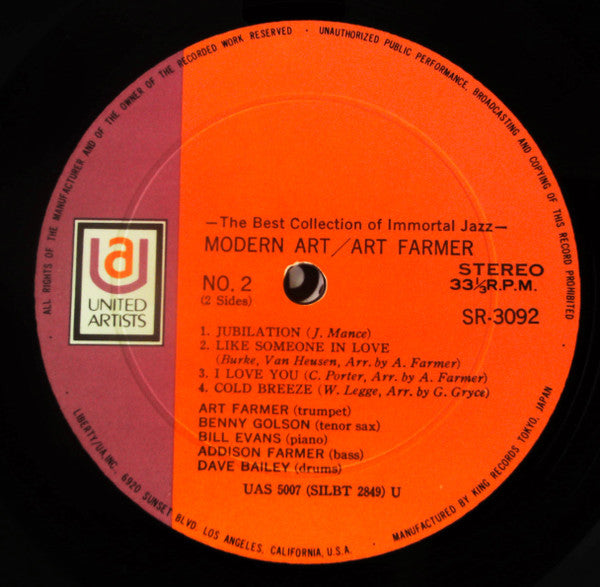 ALL RIGHTS OF THE MANUFACTURER AND OF THE OWNER OF THE RECORDED WORK RESERVED · UNAUTHORIZED PUBLIC PERFORMANCE, BROADCASTING AND COPYING OF THIS RECORD PROHIBITED
—The Best Collection of Immortal Jazz—
MODERN ART/ART FARMER
ua
UNITED
ARTISTS
NO. 2
(2 Sides)
STEREO
33⅓R.P.M.
SR-3092
1. JUBILATION (J. Mance)
2. LIKE SOMEONE IN LOVE
(Burke, Van Heusen, Arr. by A. Farmer)
3. I LOVE YOU (C. Porter, Arr. by A. Farmer)
4. COLD BREEZE (W. Legge, Arr. by G. Gryce)
ART FARMER (trumpet)
BENNY GOLSON (tenor sax)
BILL EVANS (piano)
ADDISON FARMER (bass)
DAVE BAILEY (drums)
UAS 5007 (SILBT 2849) U
LIBERTY/UA, INC. 6920 SUNSET BLVD. LOS ANGELES, CALIFORNIA, U.S.A. · MANUFACTURED BY KING RECORDS TOKYO, JAPAN